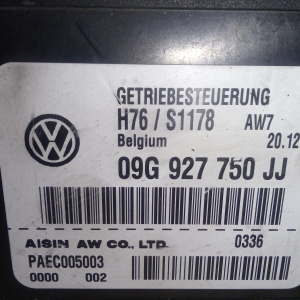 GETRIEBESTEUERUNG
H76 / S1178 AW7
Belgium 20.12
09G 927 750 JJ
AISIN AW CO., LTD. 0336
PAEC005003
0000 002